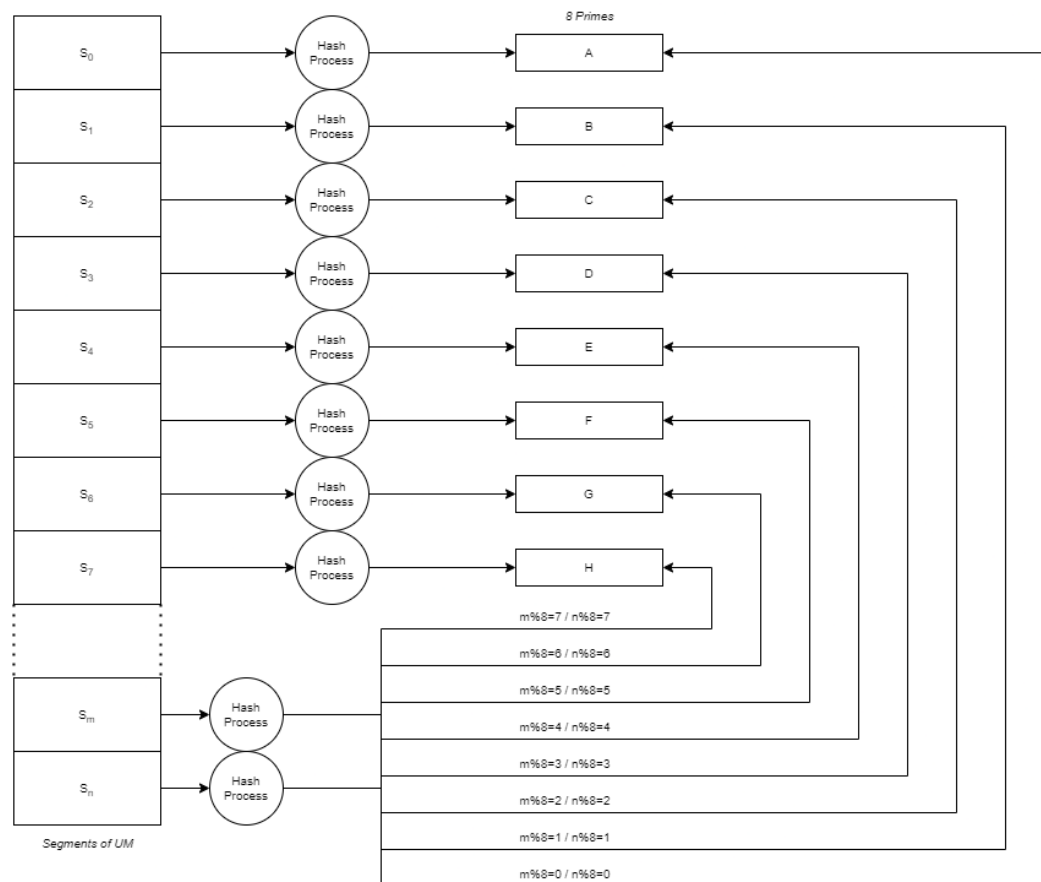 8 Primes
S0
Hash
Process
A
S1
Hash
Process
B
S2
Hash
Process
C
S3
Hash
Process
D
S4
Hash
Process
E
S5
Hash
Process
F
S6
Hash
Process
G
S7
Hash
Process
H
m%8=7 / n%8=7
m%8=6 / n%8=6
m%8=5 / n%8=5
Sm
Hash
Process
m%8=4 / n%8=4
m%8=3 / n%8=3
Sn
Hash
Process
m%8=2 / n%8=2
m%8=1 / n%8=1
Segments of UM
m%8=0 / n%8=0